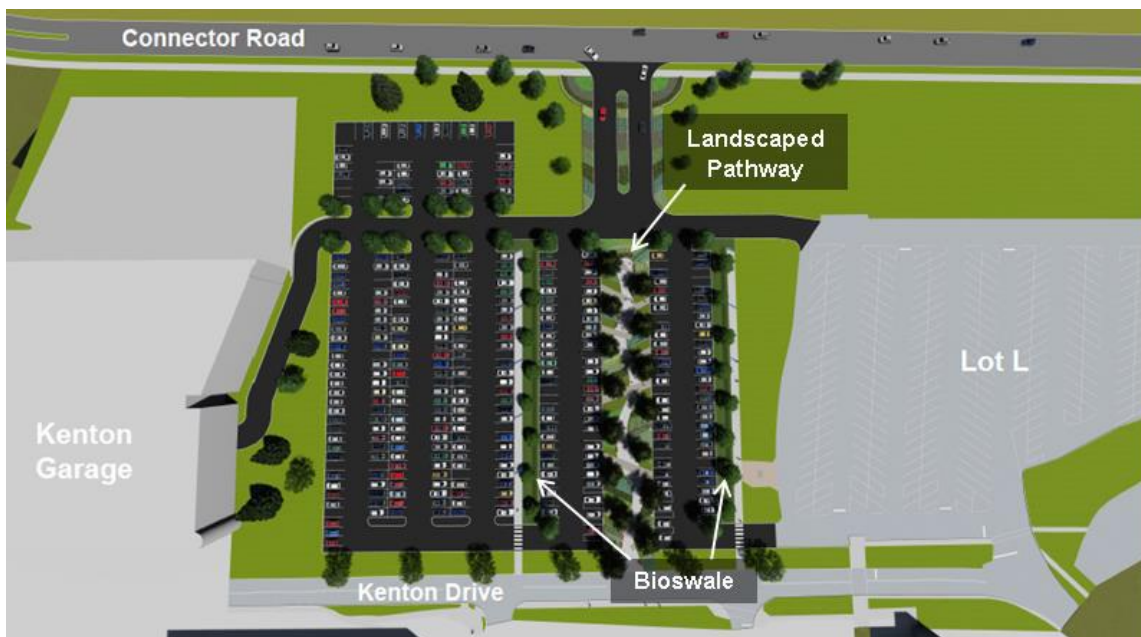 Connector Road
Landscaped
Pathway
Lot L
Kenton
Garage
Bioswale
Kenton Drive